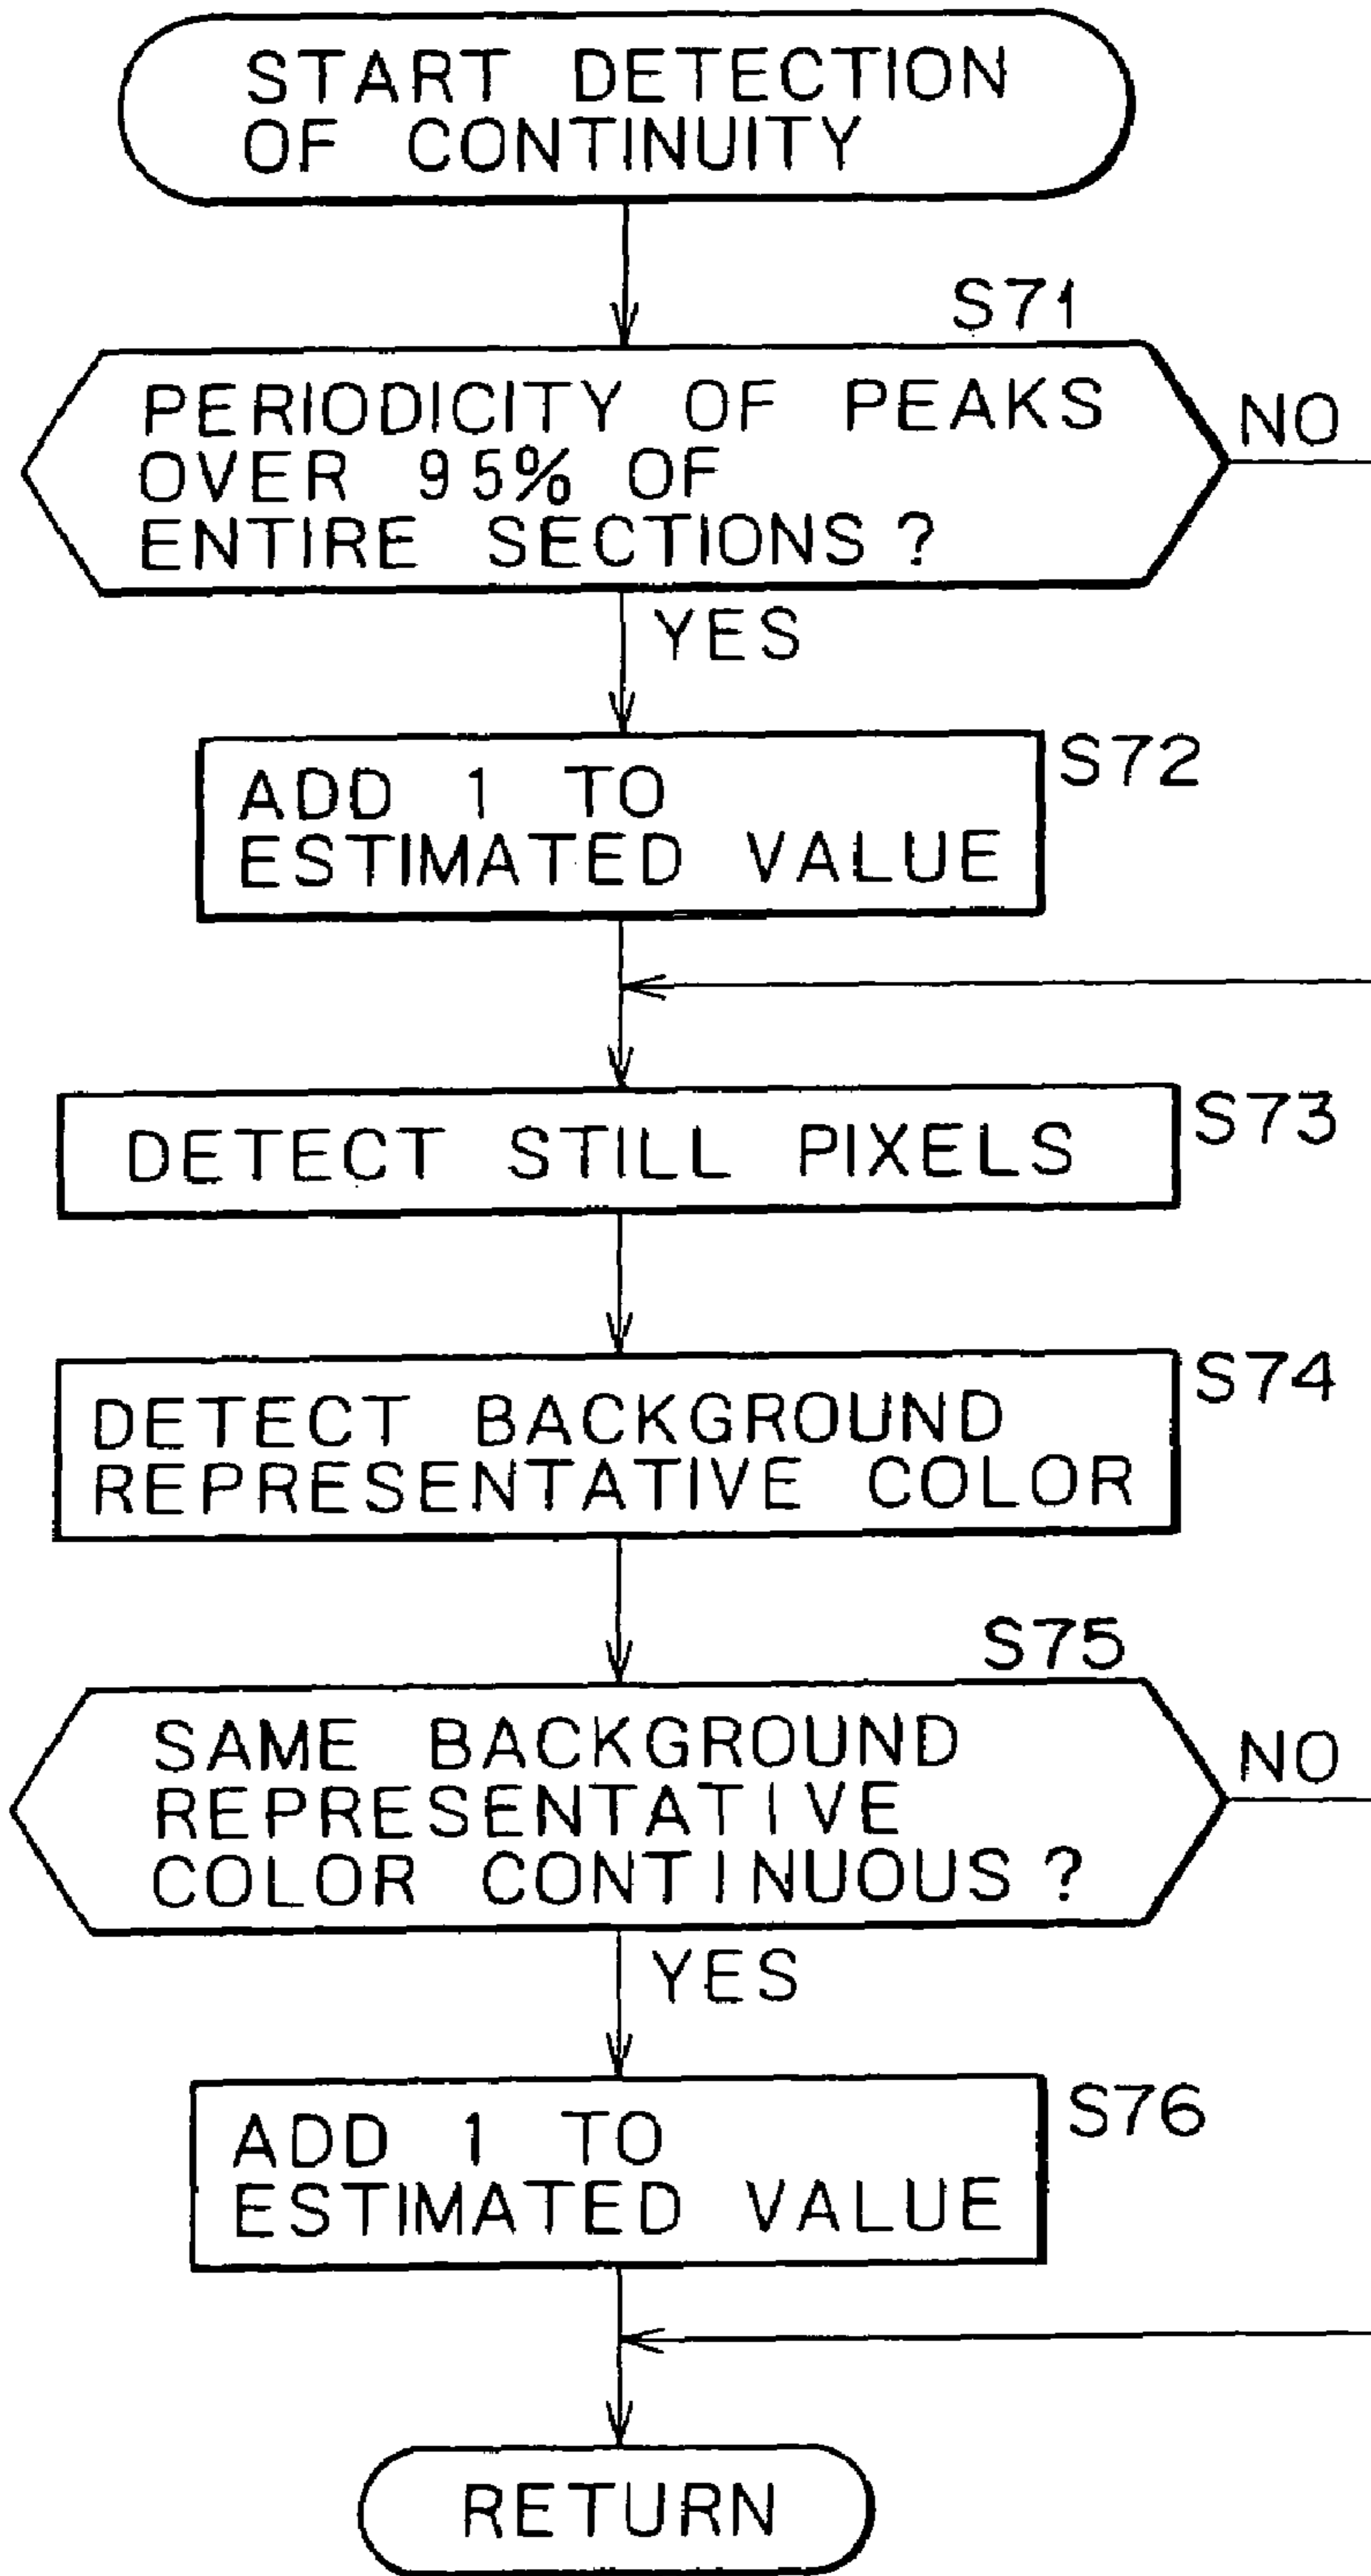 START DETECTION
OF CONTINUITY
S71
PERIODICITY OF PEAKS
OVER 95% OF
ENTIRE SECTIONS?
NO
YES
S72
ADD 1 TO
ESTIMATED VALUE
S73
DETECT STILL PIXELS
S74
DETECT BACKGROUND
REPRESENTATIVE COLOR
S75
SAME BACKGROUND
REPRESENTATIVE
COLOR CONTINUOUS?
NO
YES
S76
ADD 1 TO
ESTIMATED VALUE
RETURN